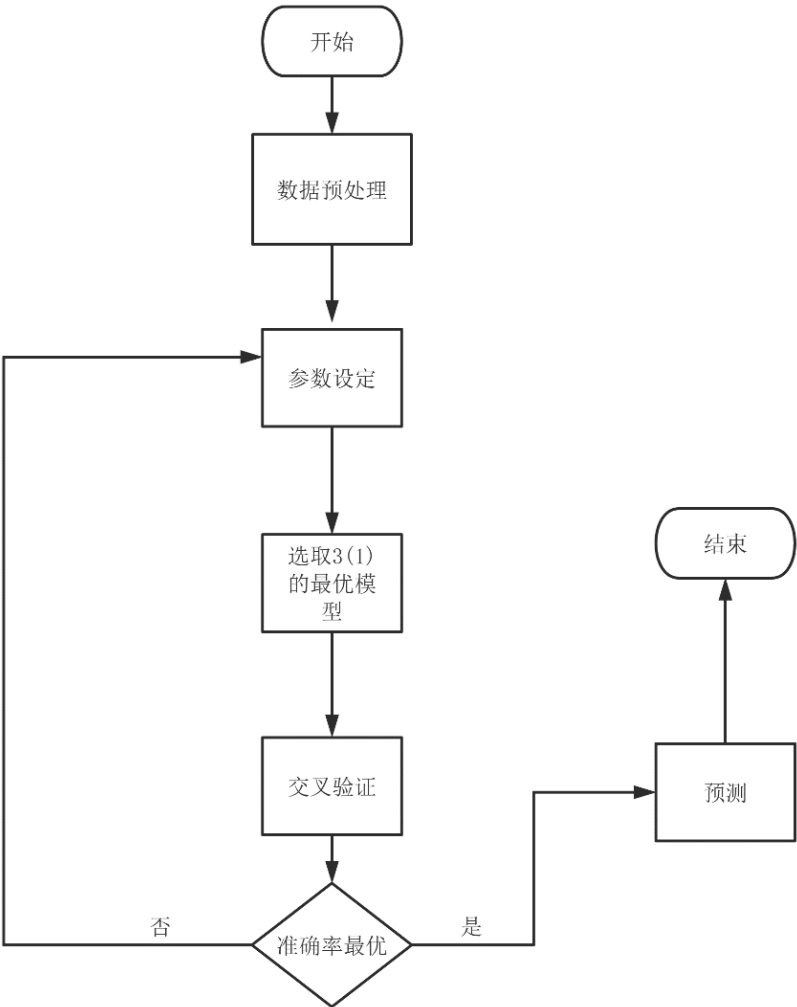 开始
数据预处理
参数设定
选取3(1)
的最优模
型
交叉验证
准确率最优
否
是
预测
结束